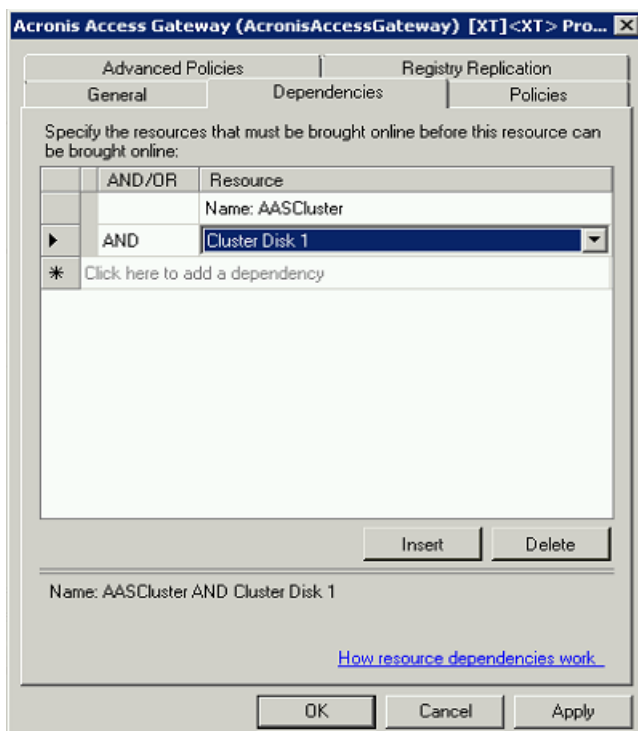 Acronis Access Gateway (AcronisAccessGateway) [XT]<XT> Pro...
Advanced Policies Registry Replication
General Dependencies Policies
Specify the resources that must be brought online before this resource can
be brought online:
AND/OR Resource
Name: AASCluster
AND Cluster Disk 1
Click here to add a dependency
Insert Delete
Name: AASCluster AND Cluster Disk 1
How resource dependencies work
OK Cancel Apply